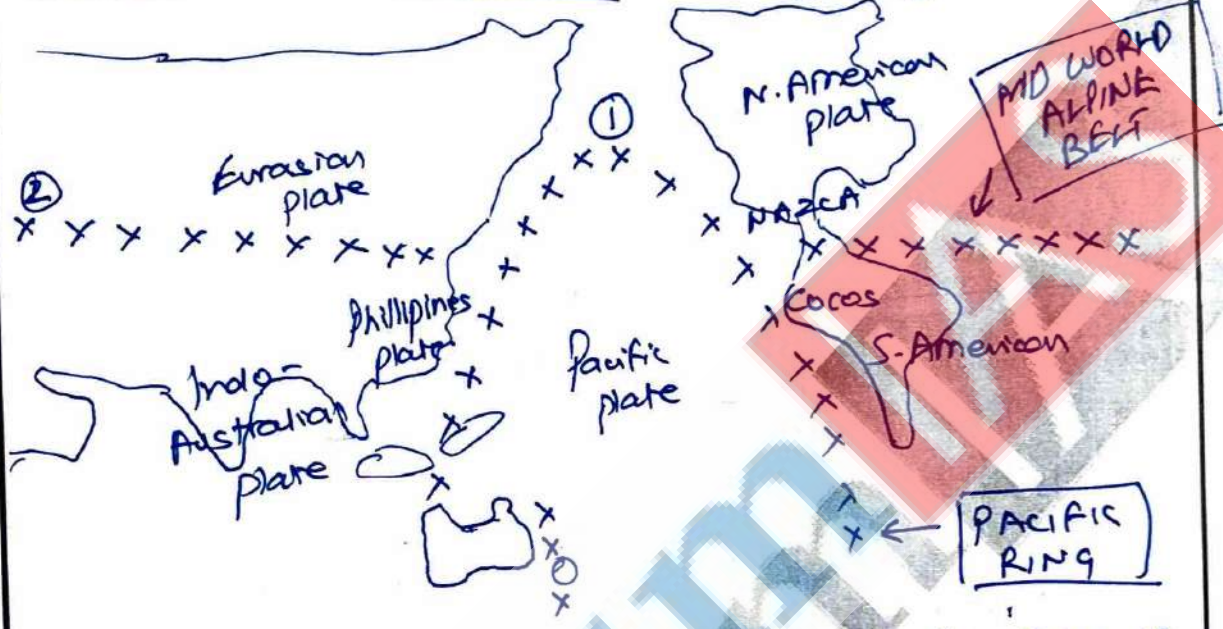 ①
N. American
plate
MID WORLD
ALPINE
BELT
②
Eurasian
plate
NAZCA
Phillipines
plate
Cocos
Pacific
plate
S-American
Indo-
Australian
plate
PACIFIC
RING